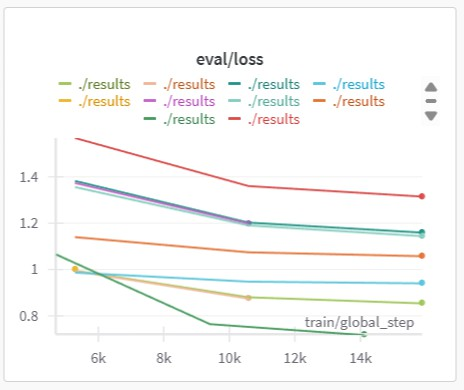 eval/loss
./results ./results ./results ./results
./results ./results ./results ./results
./results ./results
1.4
1.2
1
0.8
train/global_step
6k 8k 10k 12k 14k